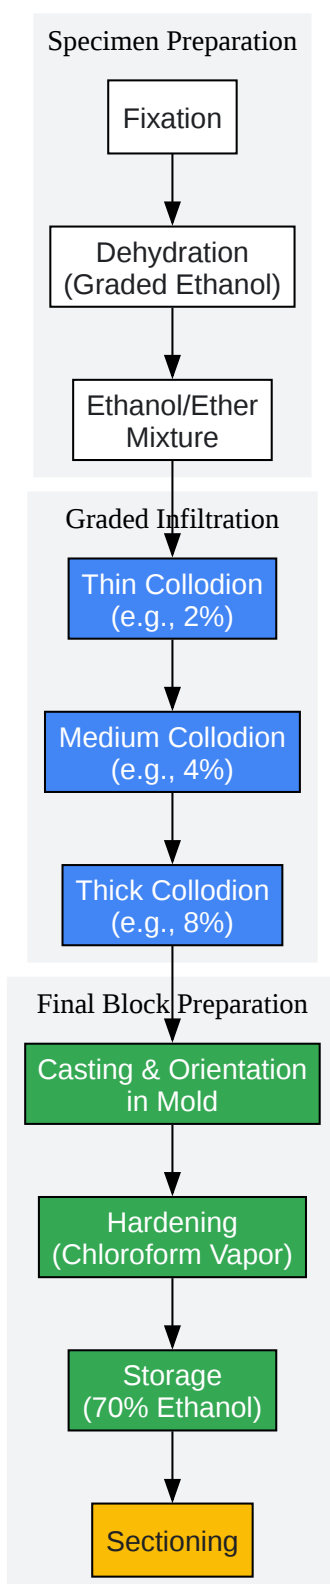 Specimen Preparation
Fixation
Dehydration
(Graded Ethanol)
Ethanol/Ether
Mixture
Graded Infiltration
Thin Collodion
(e.g., 2%)
Medium Collodion
(e.g., 4%)
Thick Collodion
(e.g., 8%)
Final Block Preparation
Casting & Orientation
in Mold
Hardening
(Chloroform Vapor)
Storage
(70% Ethanol)
Sectioning